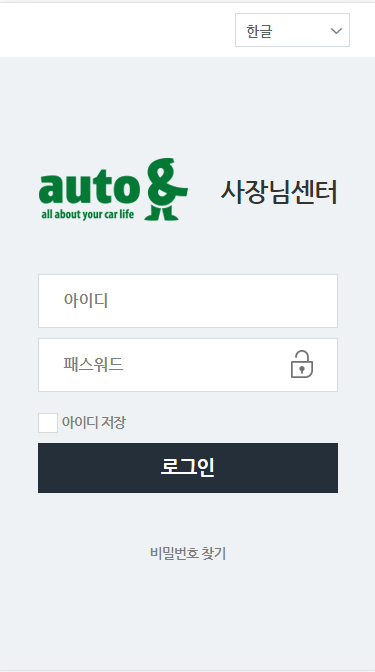 한글
auto&
all about your car life
사장님센터
아이디
패스워드
아이디 저장
로그인
비밀번호 찾기